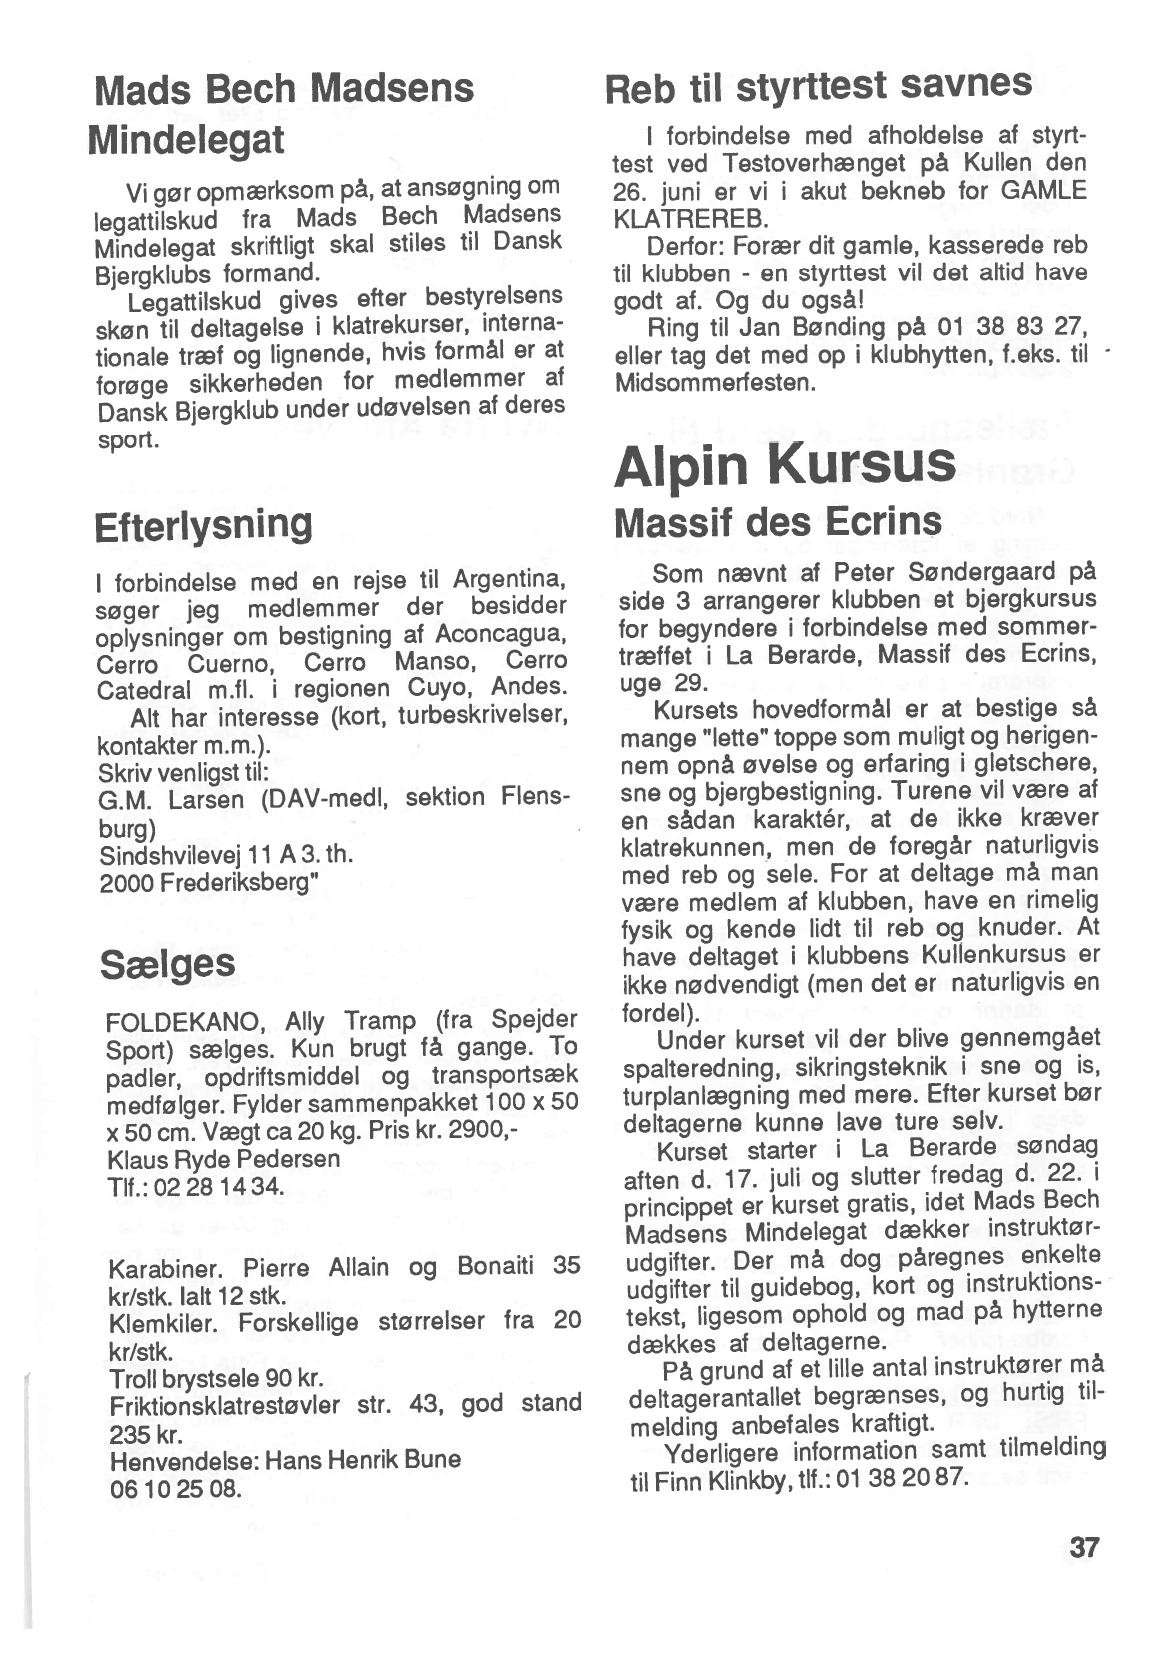 Mads Bech Madsens
Mindelegat
Vi gør opmærksom på, at ansøgning om
legattilskud fra Mads Bech Madsens
Mindelegat skriftligt skal stiles til Dansk
Bjergklubs formand.
Legattilskud gives efter bestyrelsens
skøn til deltagelse i klatrekurser, interna-
tionale træf og lignende, hvis formål er at
forøge sikkerheden for medlemmer af
Dansk Bjergklub under udøvelsen af deres
sport.
Efterlysning
I forbindelse med en rejse til Argentina,
søger jeg medlemmer der besidder
oplysninger om bestigning af Aconcagua,
Cerro Cuerno, Cerro Manso, Cerro
Catedral m.fl. i regionen Cuyo, Andes.
Alt har interesse (kort, turbeskrivelser,
kontakter m.m.).
Skriv venligst til:
G.M. Larsen (DAV-medl, sektion Flens-
burg)
Sindshvilevej 11 A 3. th.
2000 Frederiksberg"
Sælges
FOLDEKANO, Ally Tramp (fra Spejder
Sport) sælges. Kun brugt få gange. To
padler, opdriftsmiddel og transportsæk
medfølger. Fylder sammenpakket 100 x 50
x 50 cm. Vægt ca 20 kg. Pris kr. 2900,-
Klaus Ryde Pedersen
Tlf.: 02 28 14 34.
Karabiner. Pierre Allain og Bonaiti 35
kr/stk. Ialt 12 stk.
Klemkiler. Forskellige størrelser fra 20
kr/stk.
Troll brystsele 90 kr.
Friktionsklatrestøvler str. 43, god stand
235 kr.
Henvendelse: Hans Henrik Bune
06 10 25 08.
Reb til styrttest savnes
I forbindelse med afholdelse af styrt-
test ved Testoverhænget på Kullen den
26. juni er vi i akut bekneb for GAMLE
KLATREREB.
Derfor: Foræer dit gamle, kasserede reb
til klubben - en styrttest vil det altid have
godt af. Og du også!
Ring til Jan Bønding på 01 38 83 27,
eller tag det med op i klubhytten, f.eks. til
Midsommerfesten.
Alpin Kursus
Massif des Ecrins
Som nævnt af Peter Søndergaard på
side 3 arrangerer klubben et bjergkursus
for begyndere i forbindelse med sommer-
træffet i La Berarde, Massif des Ecrins,
uge 29.
Kursets hovedformål er at bestige så
mange "lette" toppe som muligt og herigen-
nem opnå øvelse og erfaring i gletschere,
sne og bjergbestigning. Turene vil være af
en sådan karaktér, at de ikke kræver
klatrekunnen, men de foregår naturligvis
med reb og sele. For at deltage må man
være medlem af klubben, have en rimelig
fysik og kende lidt til reb og knuder. At
have deltaget i klubbens Kullenkursus er
ikke nødvendigt (men det er naturligvis en
fordel).
Under kurset vil der blive gennemgået
spalteredning, sikringsteknik i sne og is,
turplanlægning med mere. Efter kurset bør
deltagerne kunne lave ture selv.
Kurset starter i La Berarde søndag
aften d. 17. juli og slutter fredag d. 22. i
princippet er kurset gratis, idet Mads Bech
Madsens Mindelegat dækker instruktør-
udgifter. Der må dog påregnes enkelte
udgifter til guidebog, kort og instruktions-
tekst, ligesom ophold og mad på hytterne
dækkes af deltagerne.
På grund af et lille antal instruktører må
deltagerantallet begrænses, og hurtig til-
melding anbefales kraftigt.
Yderligere information samt tilmelding
til Finn Klinkby, tlf.: 01 38 20 87.
37